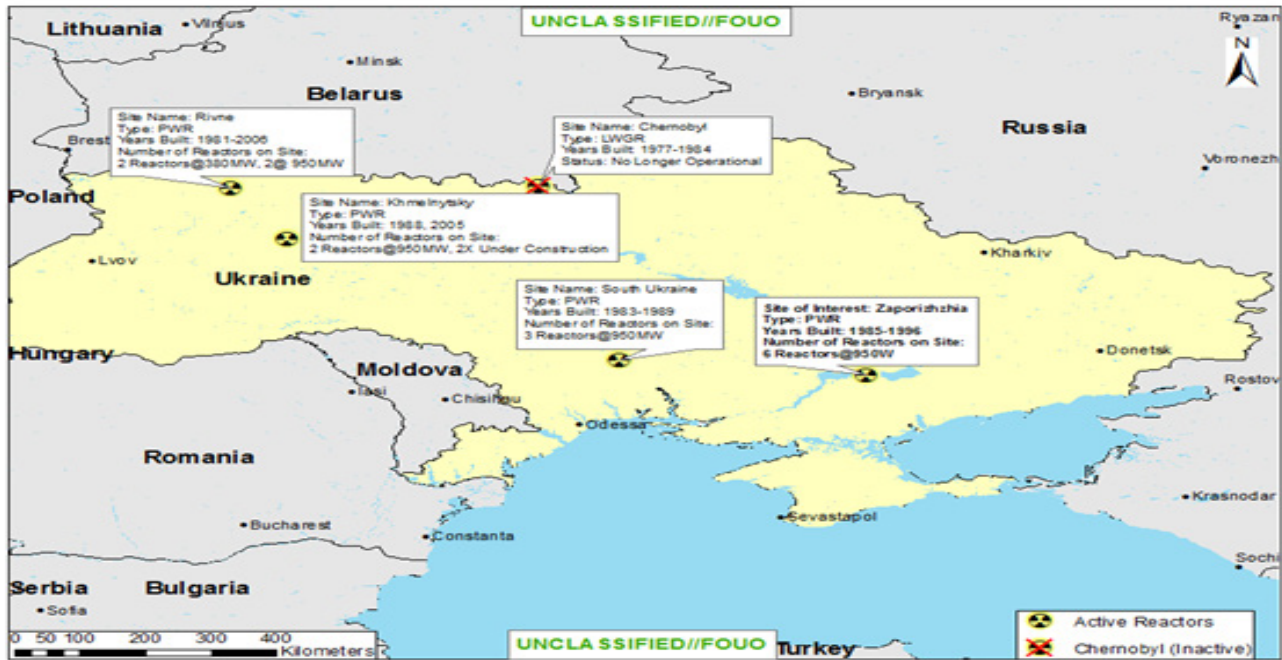 UNCLASSIFIED//FOUO
Lithuania
Vilnius
Ryazan
N
Minsk
Belarus
Bryansk
Russia
Site Name: Rivne
Type: PWR
Years Built: 1981-2006
Number of Reactors on Site:
2 Reactors@380MW, 2@ 950MW
Brest
Site Name: Chernobyl
Type: LWGR
Years Built: 1977-1984
Status: No Longer Operational
Voronezh
Poland
Site Name: Khmelnytsky
Type: PWR
Years Built: 1988, 2005
Number of Reactors on Site:
2 Reactors@950MW, 2X Under Construction
Lvov
Ukraine
Kharkiv
Site Name: South Ukraine
Type: PWR
Years Built: 1983-1989
Number of Reactors on Site:
3 Reactors@950MW
Site of Interest: Zaporizhzhia
Type: PWR
Years Built: 1985-1996
Number of Reactors on Site:
6 Reactors@950W
Hungary
Moldova
Donetsk
Iasi
Chisinau
Rostov
Odessa
Romania
Krasnodar
Sevastapol
Bucharest
Constanta
Sochi
Serbia
Bulgaria
Sofia
0 50 100 200 300 400
Kilometers
UNCLASSIFIED//FOUO
Turkey
Active Reactors
Chernobyl (Inactive)